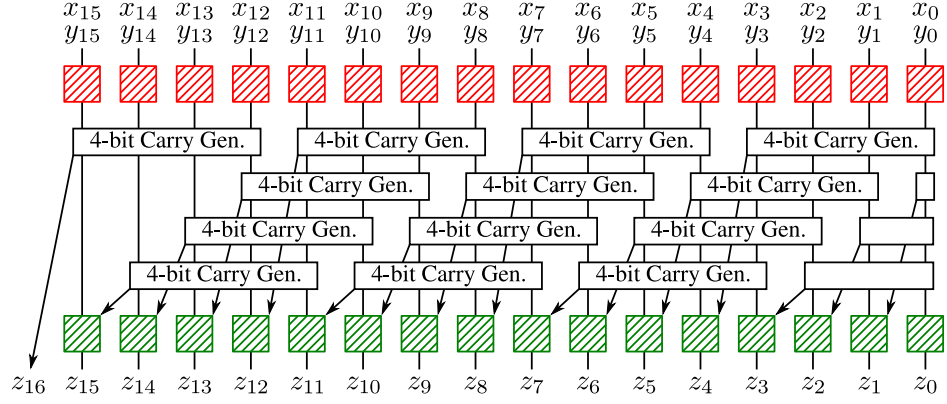 x15 x14 x13 x12 x11 x10 x9 x8 x7 x6 x5 x4 x3 x2 x1 x0
y15 y14 y13 y12 y11 y10 y9 y8 y7 y6 y5 y4 y3 y2 y1 y0
4-bit Carry Gen. 4-bit Carry Gen. 4-bit Carry Gen. 4-bit Carry Gen.
4-bit Carry Gen. 4-bit Carry Gen. 4-bit Carry Gen.
4-bit Carry Gen. 4-bit Carry Gen. 4-bit Carry Gen.
4-bit Carry Gen. 4-bit Carry Gen. 4-bit Carry Gen.
z16 z15 z14 z13 z12 z11 z10 z9 z8 z7 z6 z5 z4 z3 z2 z1 z0